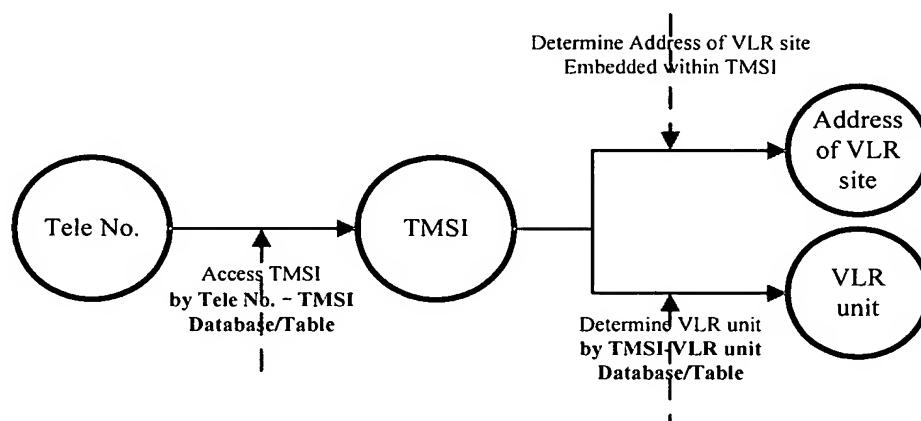 Determine Address of VLR site
Embedded within TMSI
Address
of VLR
site
Tele No.
TMSI
Access TMSI
by Tele No. - TMSI
Database/Table
VLR
unit
Determine VLR unit
by TMSI-VLR unit
Database/Table